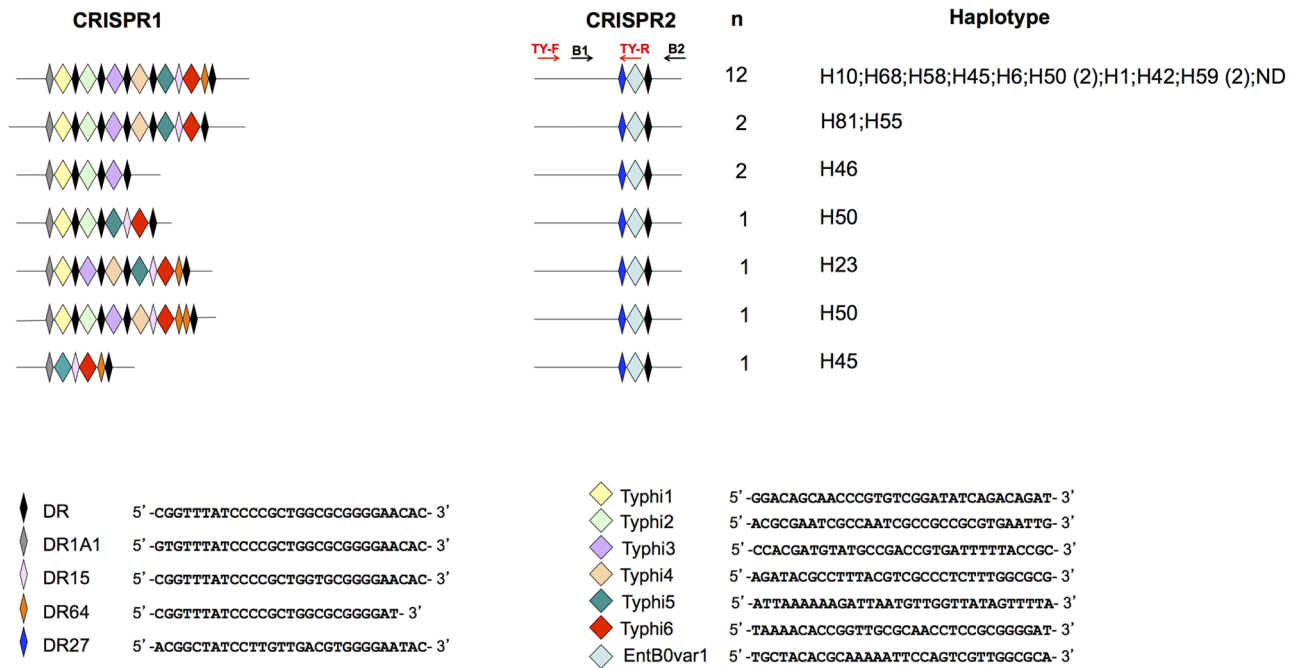 CRISPR1 CRISPR2 n Haplotype
TY-F B1 TY-R B2
12 H10;H68;H58;H45;H6;H50 (2);H1;H42;H59 (2);ND
2 H81;H55
2 H46
1 H50
1 H23
1 H50
1 H45
DR 5'-CGGTTTATCCCCGCTGGCGCGGGGAACAC- 3'
DR1A1 5'-GTGTTTATCCCCGCTGGCGCGGGGAACAC- 3'
DR15 5'-CGGTTTATCCCCGCTGGTGCGGGGAACAC- 3'
DR64 5'-CGGTTTATCCCCGCTGGCGCGGGGAT- 3'
DR27 5'-ACGGCTATCCTTGTTGACGTGGGGAATAC- 3'
Typhi1 5'-GGACAGCAACCCGTGTCGGATATCAGACAGAT- 3'
Typhi2 5'-ACGCGAATCGCCAATCGCCGCCGCGTGAATTG- 3'
Typhi3 5'-CCACGATGTATGCCGACCGTGATTTTTACCGC- 3'
Typhi4 5'-AGATACGCCTTTACGTCGCCCTCTTTGGCGCG- 3'
Typhi5 5'-ATTAAAAAAGATTAATGTTGGTTATAGTTTTA- 3'
Typhi6 5'-TAAAACACCGGTTGCGCAACCTCCGCGGGGAT- 3'
EntB0var1 5'-TGCTACACGCAAAAATTCCAGTCGTTGGCGCA- 3'